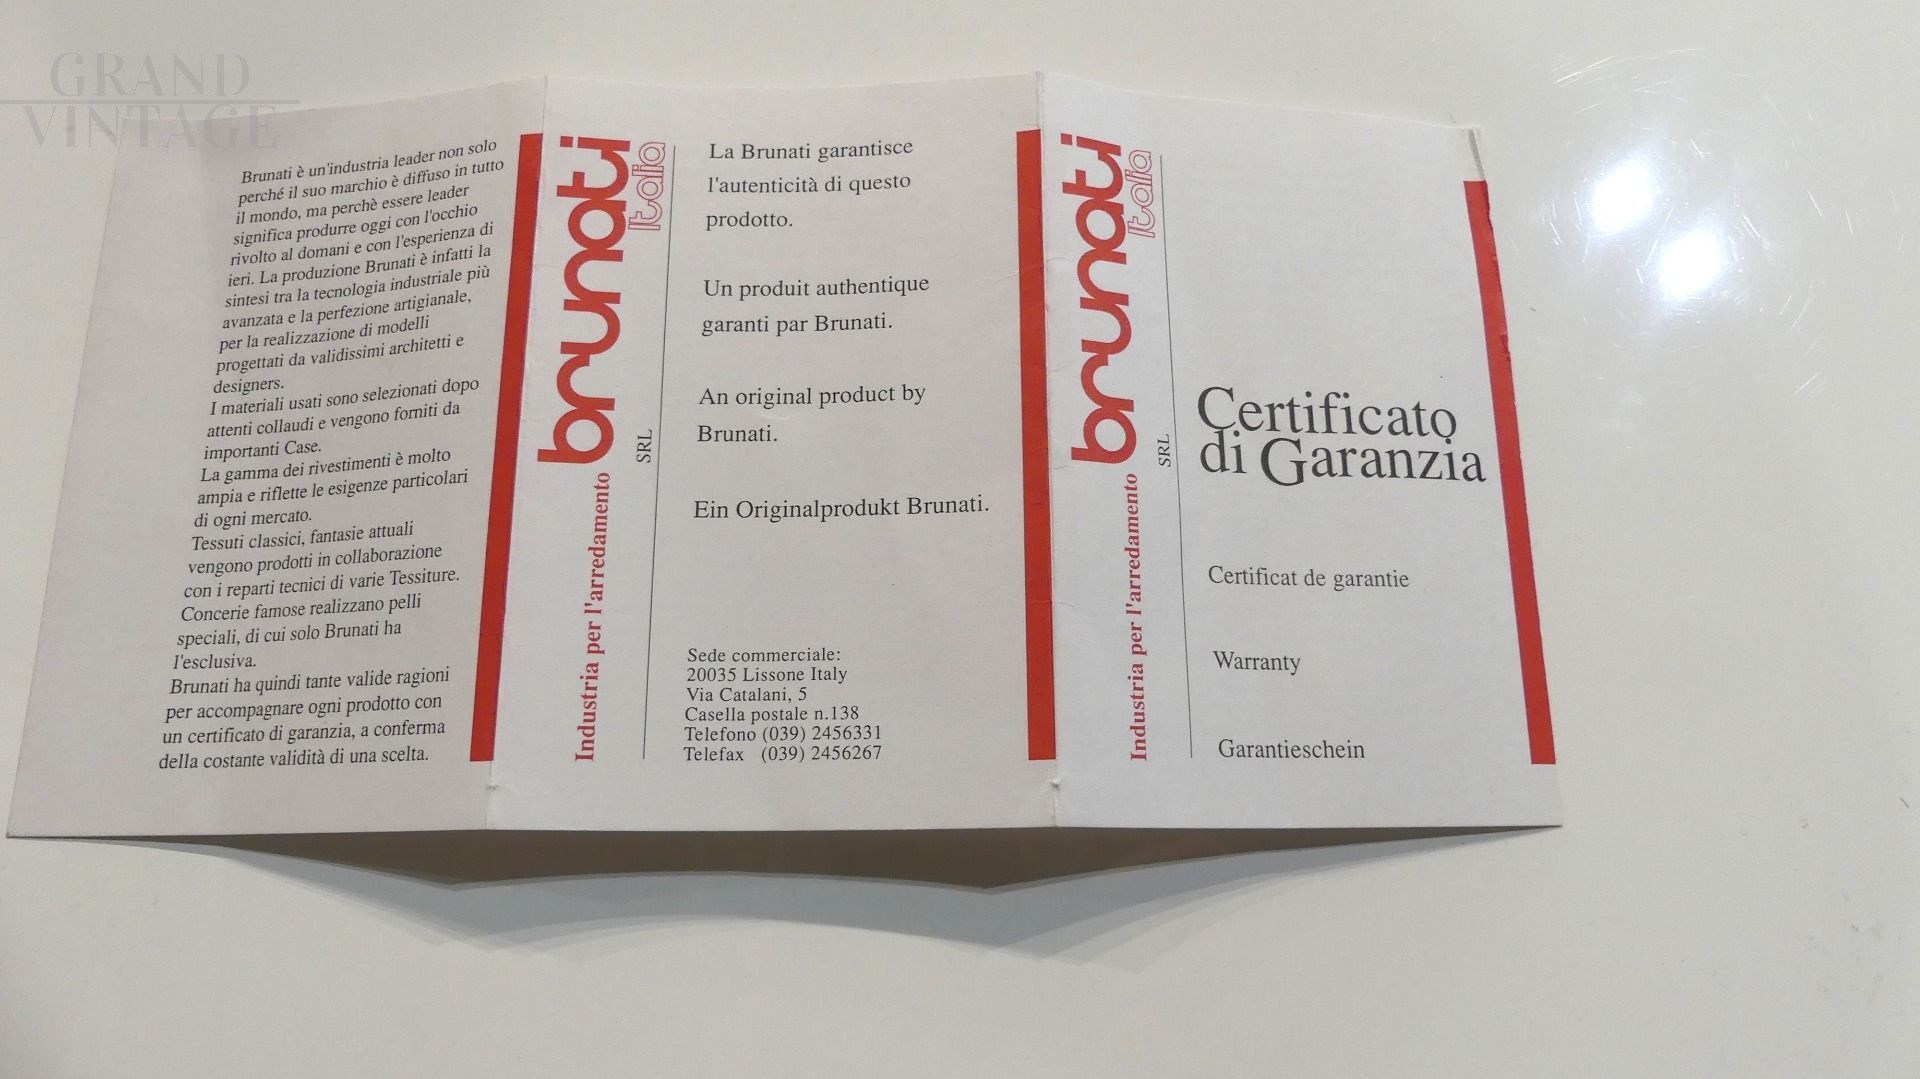 GRAND
VINTAGE
Brunati è un'industria leader non solo
perché il suo marchio è diffuso in tutto
il mondo, ma perchè essere leader
significa produrre oggi con l'occhio
rivolto al domani e con l'esperienza di
ieri. La produzione Brunati è infatti la
sintesi tra la tecnologia industriale più
avanzata e la perfezione artigianale,
per la realizzazione di modelli
progettati da validissimi architetti e
designers.
I materiali usati sono selezionati dopo
attenti collaudi e vengono forniti da
importanti Case.
La gamma dei rivestimenti è molto
ampia e riflette le esigenze particolari
di ogni mercato.
Tessuti classici, fantasie attuali
vengono prodotti in collaborazione
con i reparti tecnici di varie Tessiture.
Concerie famose realizzano pelli
speciali, di cui solo Brunati ha
l'esclusiva.
Brunati ha quindi tante valide ragioni
per accompagnare ogni prodotto con
un certificato di garanzia, a conferma
della costante validità di una scelta.
brunati
Italia
SRL
Industria per l'arredamento
La Brunati garantisce
l'autenticità di questo
prodotto.
Un produit authentique
garanti par Brunati.
An original product by
Brunati.
Ein Originalprodukt Brunati.
Sede commerciale:
20035 Lissone Italy
Via Catalani, 5
Casella postale n.138
Telefono (039) 2456331
Telefax (039) 2456267
brunati
Italia
SRL
Industria per l'arredamento
Certificato
di Garanzia
Certificat de garantie
Warranty
Garantieschein